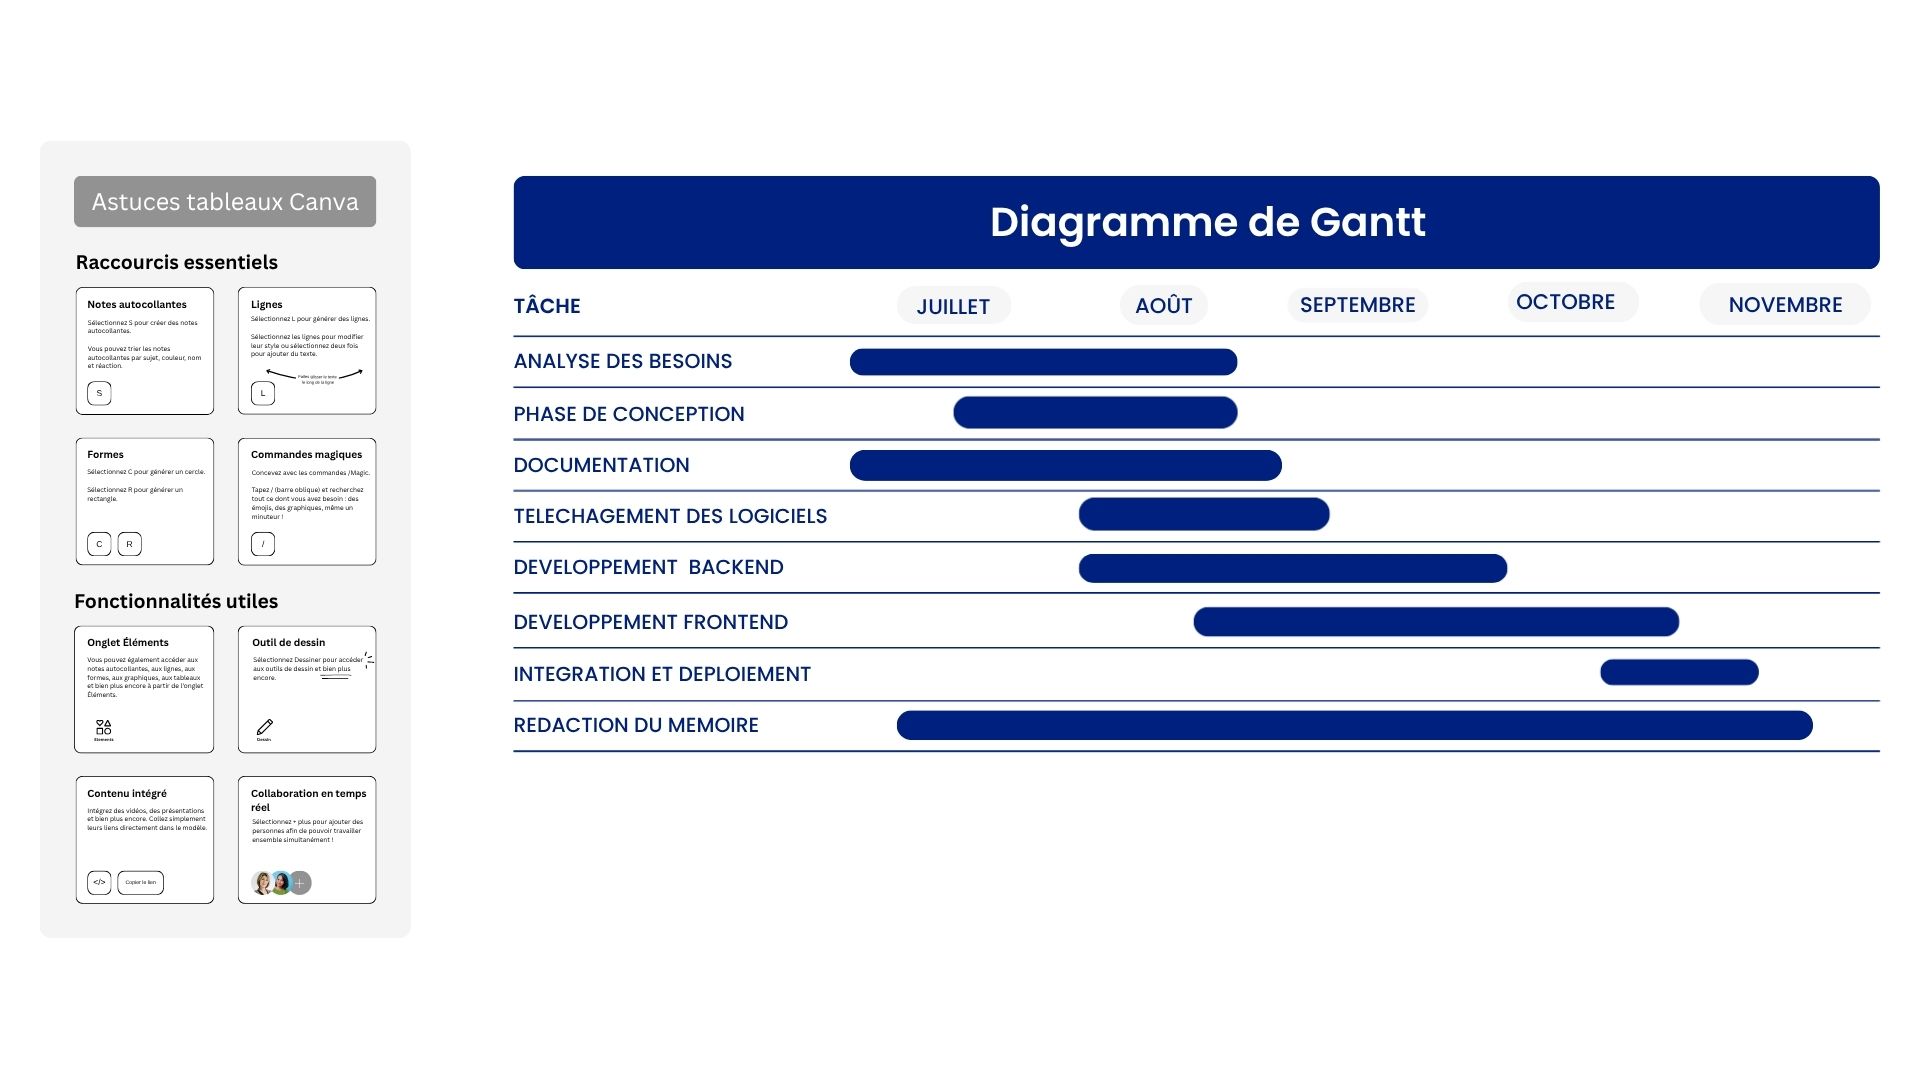 Astuces tableaux Canva
Raccourcis essentiels
Notes autocollantes
Sélectionnez S pour créer des notes
autocollantes.
Vous pouvez trier les notes
autocollantes par sujet, couleur, nom
et réaction.
S
Lignes
Sélectionnez L pour générer des lignes.
Sélectionnez les lignes pour modifier
leur style ou sélectionnez deux fois
pour ajouter du texte.
Faites glisser le texte
le long de la ligne
L
Formes
Sélectionnez C pour générer un cercle.
Sélectionnez R pour générer un
rectangle.
C
R
Commandes magiques
Concevez avec les commandes /Magic.
Tapez / (barre oblique) et recherchez
tout ce dont vous avez besoin : des
émojis, des graphiques, même un
minuteur !
/
Fonctionnalités utiles
Onglet Éléments
Vous pouvez également accéder aux
notes autocollantes, aux lignes, aux
formes, aux graphiques, aux tableaux
et bien plus encore à partir de l'onglet
Éléments.
Elements
Outil de dessin
Sélectionnez Dessiner pour accéder
aux outils de dessin et bien plus
encore.
Dessin
Contenu intégré
Intégrez des vidéos, des présentations
et bien plus encore. Collez simplement
leurs liens directement dans le modèle.
</>
Copier le lien
Collaboration en temps
réel
Sélectionnez + plus pour ajouter des
personnes afin de pouvoir travailler
ensemble simultanément !
+
Diagramme de Gantt
TÂCHE
JUILLET
AOÛT
SEPTEMBRE
OCTOBRE
NOVEMBRE
ANALYSE DES BESOINS
PHASE DE CONCEPTION
DOCUMENTATION
TELECHAGEMENT DES LOGICIELS
DEVELOPPEMENT BACKEND
DEVELOPPEMENT FRONTEND
INTEGRATION ET DEPLOIEMENT
REDACTION DU MEMOIRE